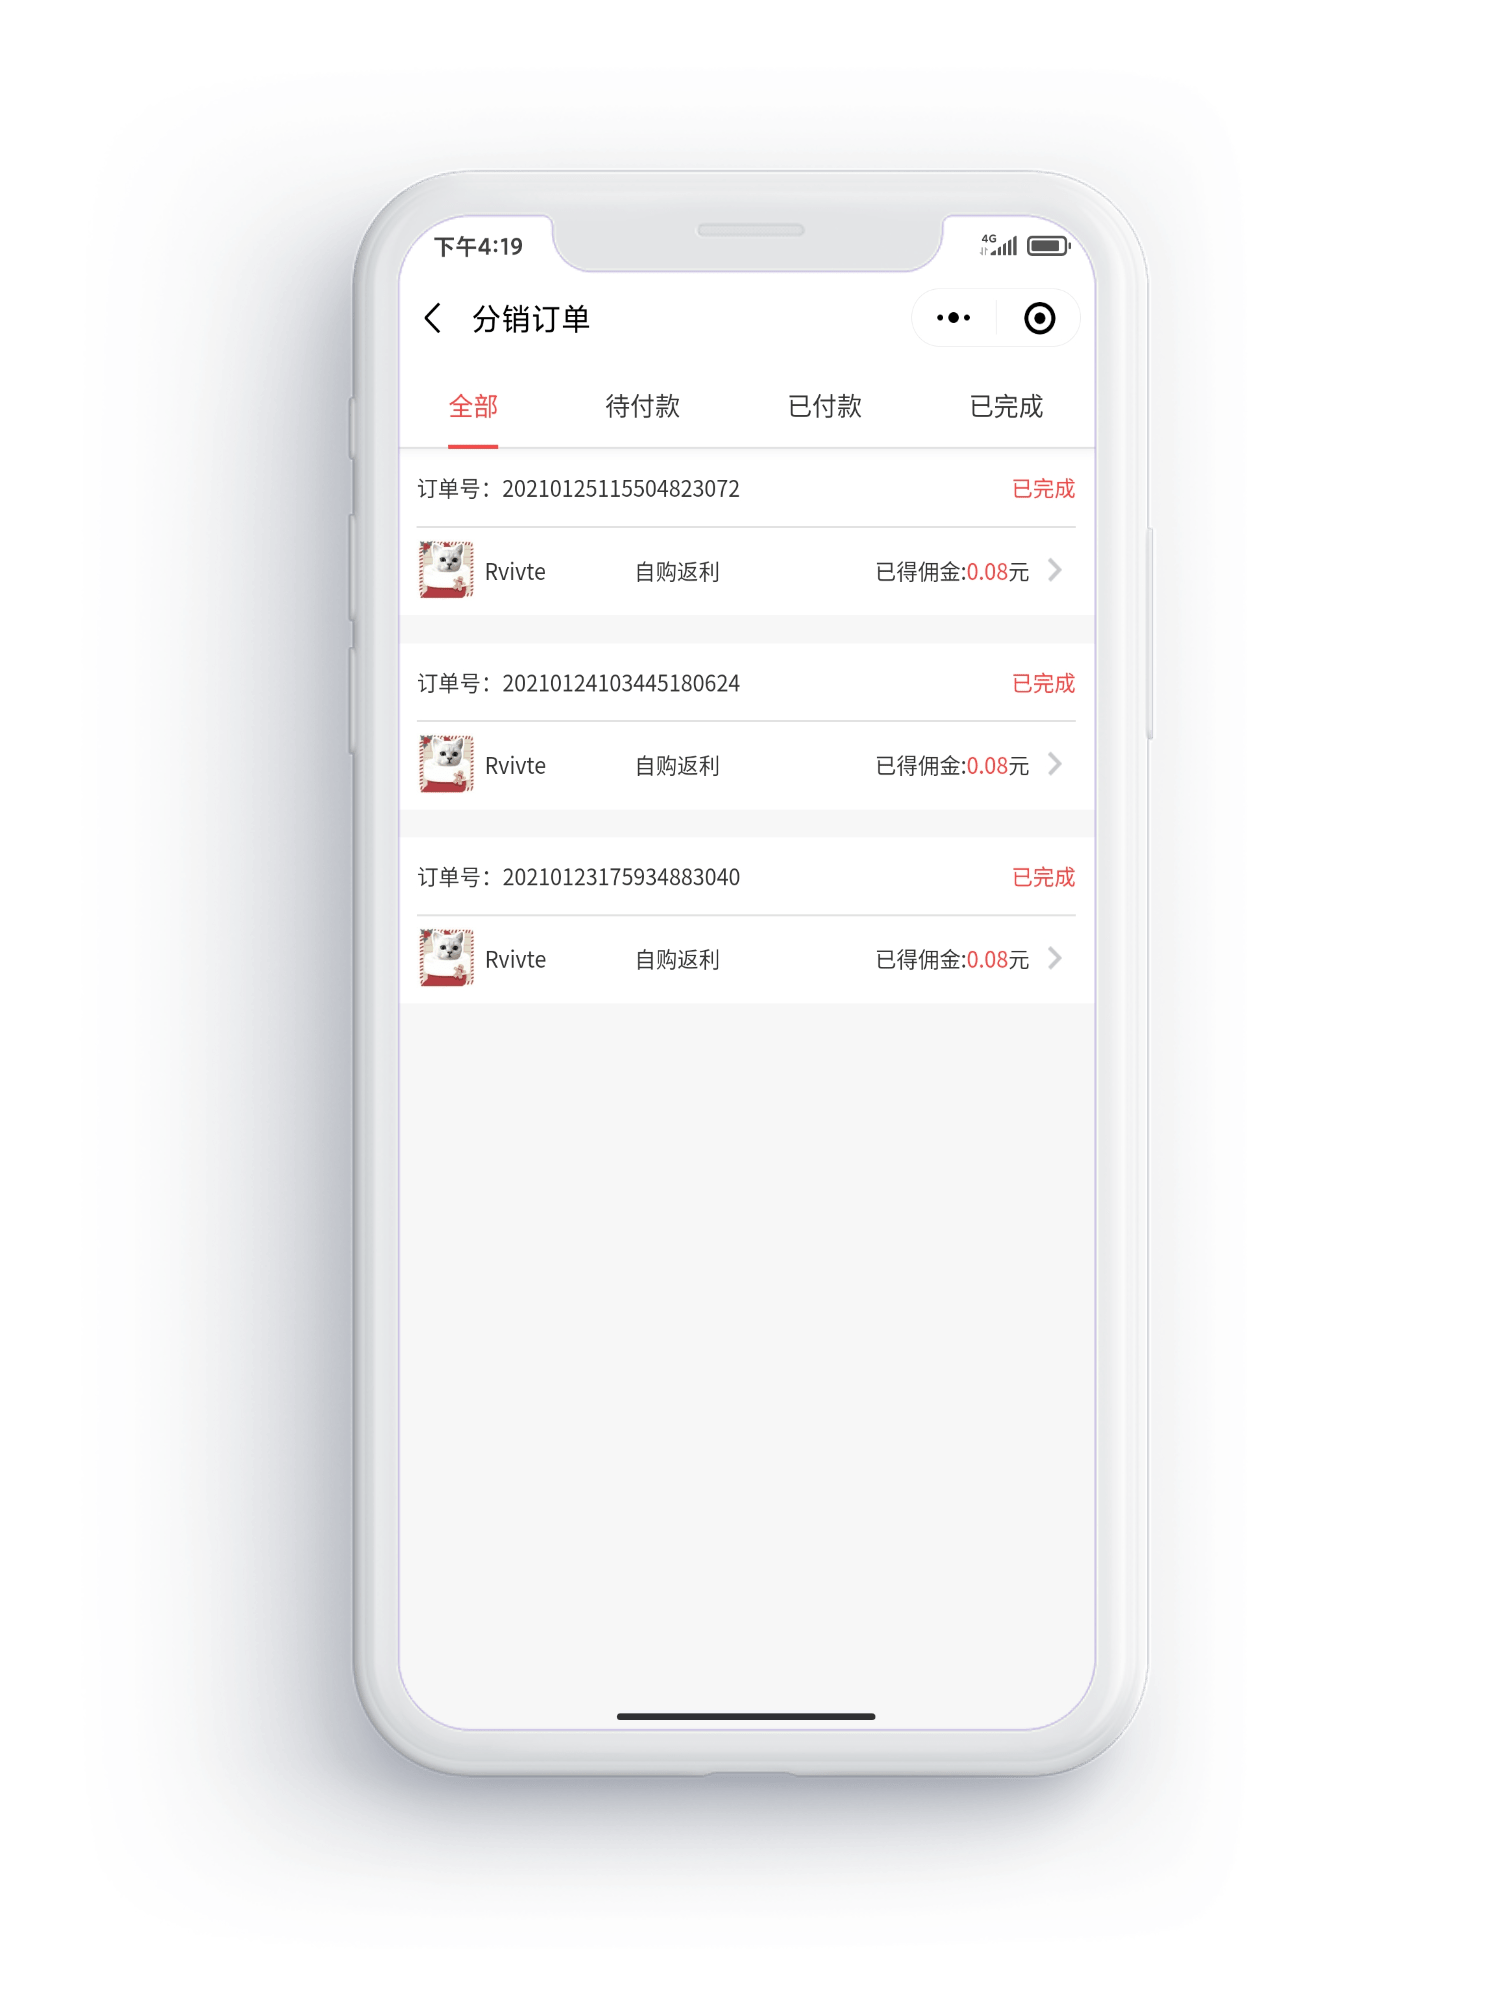 下午4:19
4G
分销订单
全部 待付款 已付款 已完成
订单号：20210125115504823072 已完成
Rvivte 自购返利 已得佣金:0.08元
订单号：20210124103445180624 已完成
Rvivte 自购返利 已得佣金:0.08元
订单号：20210123175934883040 已完成
Rvivte 自购返利 已得佣金:0.08元